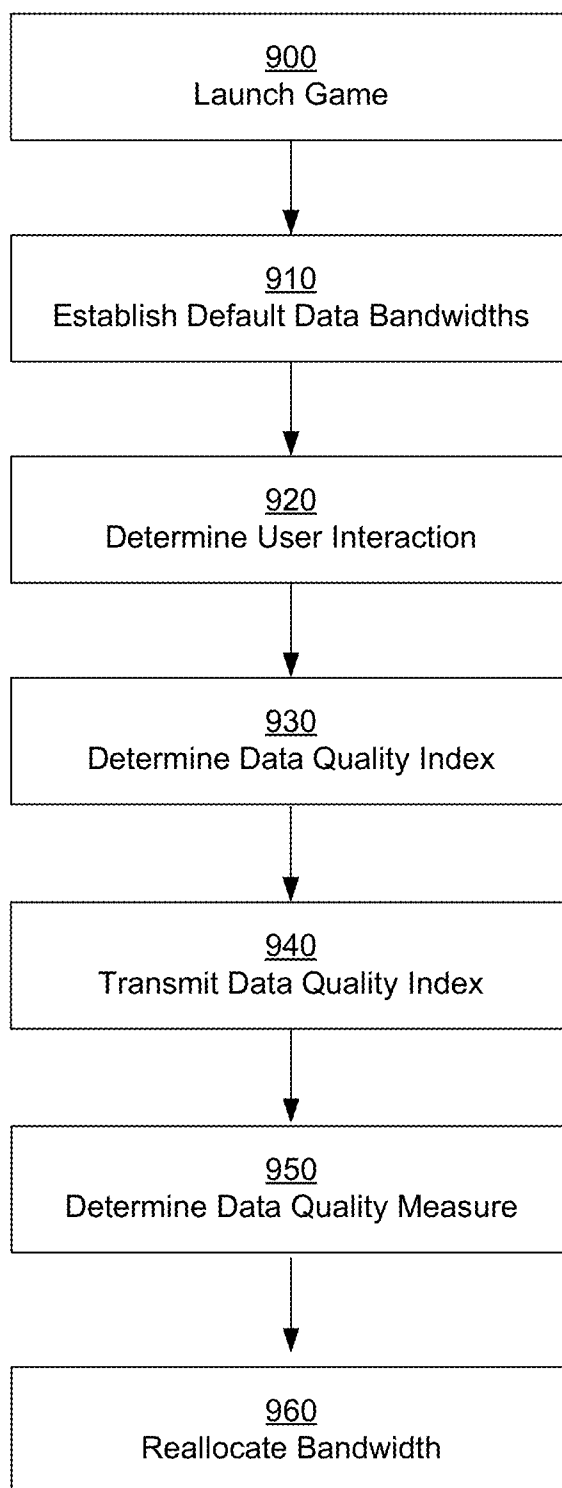 900
Launch Game
910
Establish Default Data Bandwidths
920
Determine User Interaction
930
Determine Data Quality Index
940
Transmit Data Quality Index
950
Determine Data Quality Measure
960
Reallocate Bandwidth